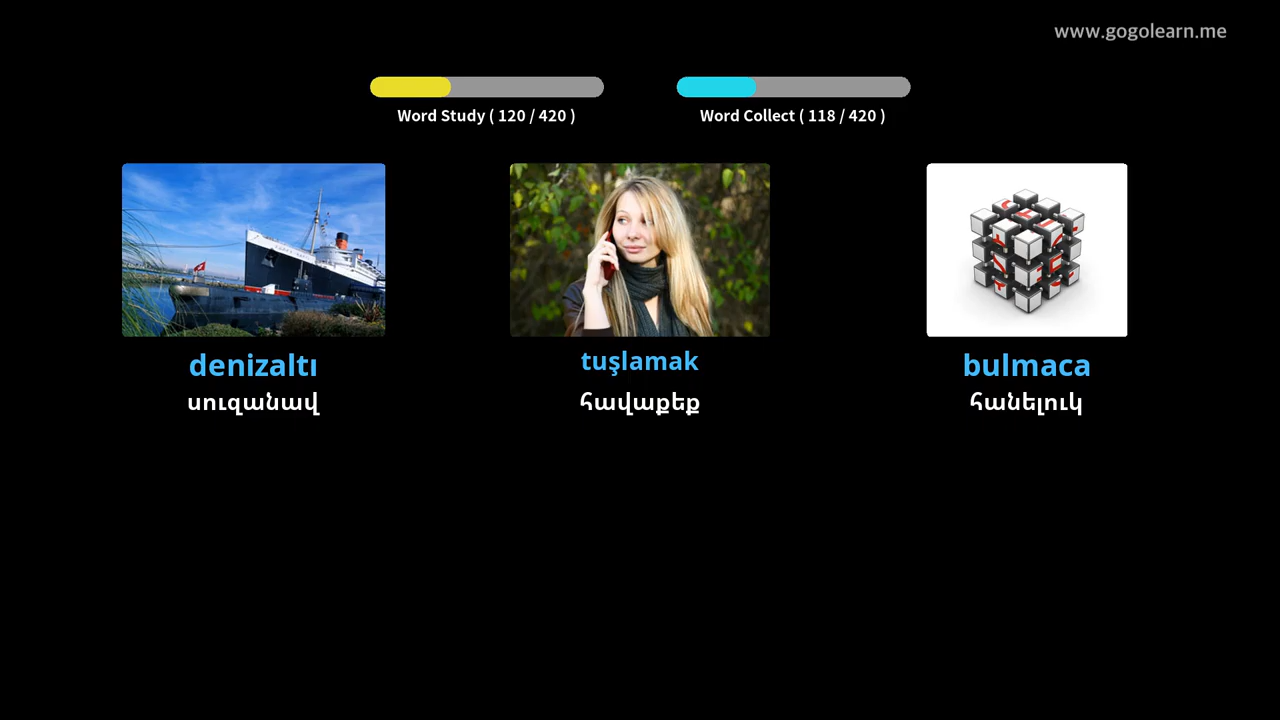 www.gogolearn.me
Word Study ( 120 / 420 )
Word Collect ( 118 / 420 )
denizaltı
tuşlamak
bulmaca
սուզանավ
հավաքեք
հանելուկ